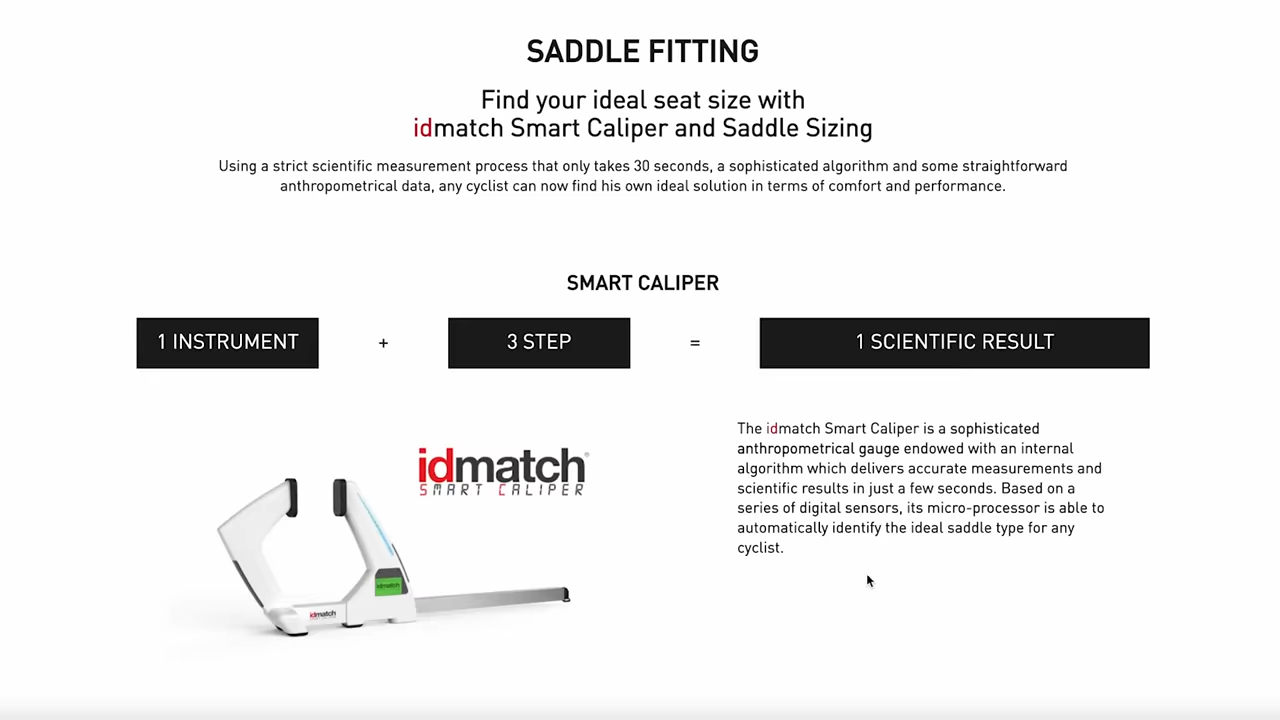 SADDLE FITTING
Find your ideal seat size with
idmatch Smart Caliper and Saddle Sizing
Using a strict scientific measurement process that only takes 30 seconds, a sophisticated algorithm and some straightforward
anthropometrical data, any cyclist can now find his own ideal solution in terms of comfort and performance.
SMART CALIPER
1 INSTRUMENT + 3 STEP = 1 SCIENTIFIC RESULT
The idmatch Smart Caliper is a sophisticated
anthropometrical gauge endowed with an internal
algorithm which delivers accurate measurements and
scientific results in just a few seconds. Based on a
series of digital sensors, its micro-processor is able to
automatically identify the ideal saddle type for any
cyclist.
idmatch®
SMART CALIPER
idmatch
idmatch